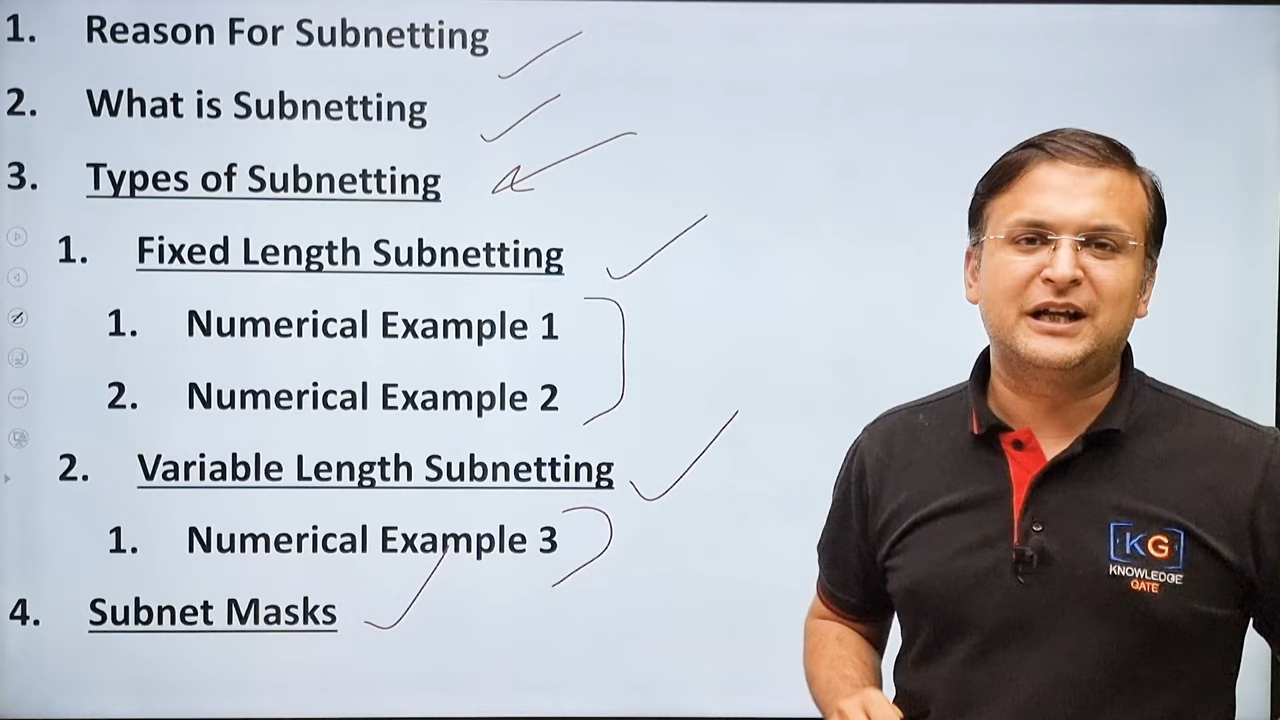 1. Reason For Subnetting
2. What is Subnetting
3. Types of Subnetting
1. Fixed Length Subnetting
1. Numerical Example 1
2. Numerical Example 2
2. Variable Length Subnetting
1. Numerical Example 3
4. Subnet Masks
KG
KNOWLEDGE
GATE